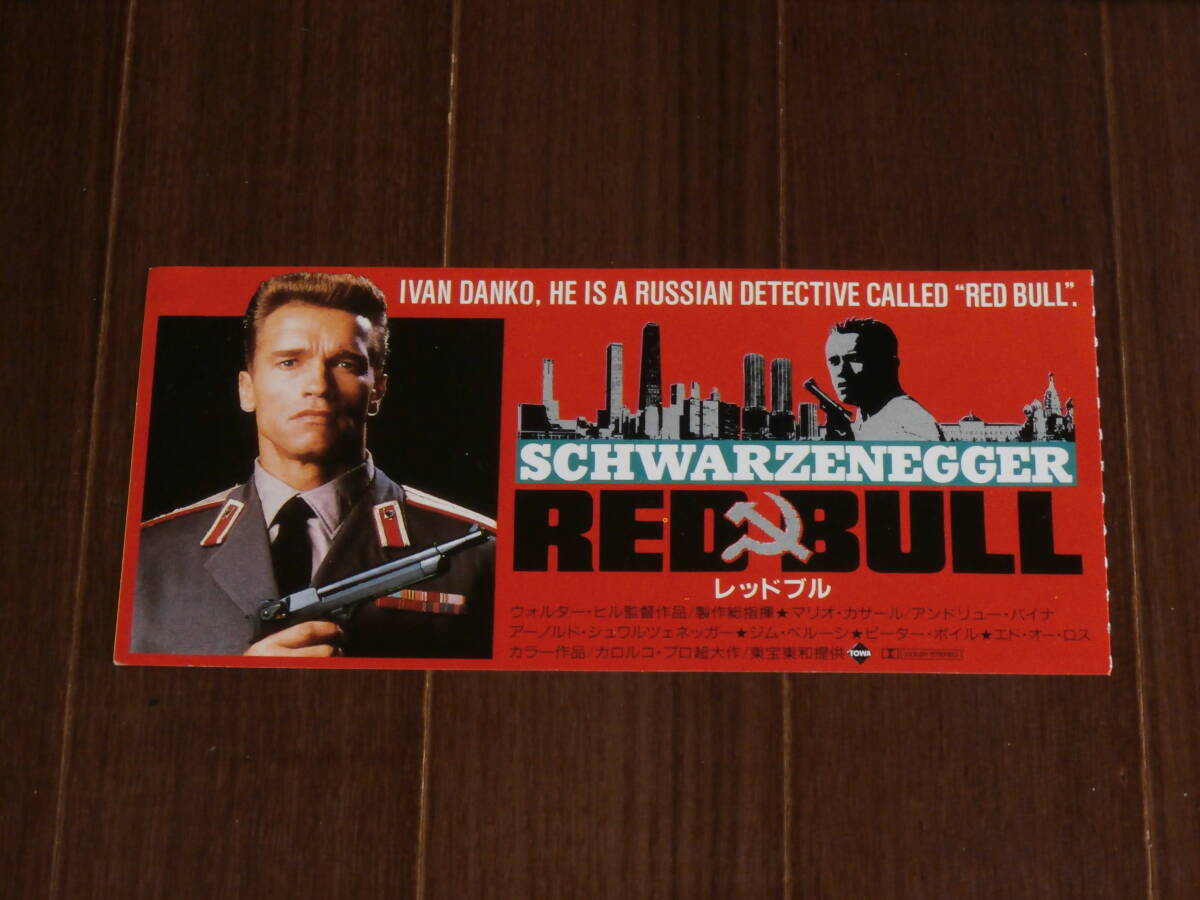 IVAN DANKO, HE IS A RUSSIAN DETECTIVE CALLED "RED BULL".
SCHWARZENEGGER
RED BULL
レッドブル
ウォルター・ヒル監督作品/製作総指揮★マリオ・カサール/アンドリュー・バイナ
アーノルド・シュワルツェネッガー★ジム・ベルーシ★ピーター・ボイル★エド・オー・ロス
カラー作品/カロルコ・プロ超大作/東宝東和提供 TOWA DOLBY STEREO